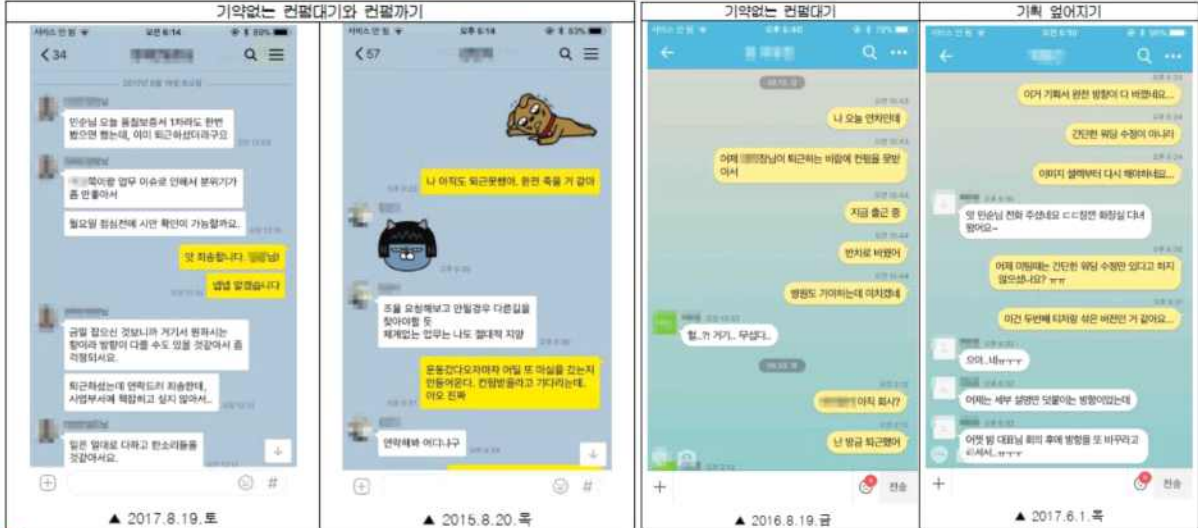 기약없는 컨펌대기와 컨펌까기
기약없는 컨펌대기
기획 엎어지기
34
민순님 오늘 품질보증서 1차라도 한번
봤으면 했는데, 이미 퇴근하셨더라구요
쪽이랑 업무 이슈로 인해서 분위기가
좀 안좋아서
월요일 점심전에 시안 확인이 가능할까요.
앗 죄송합니다.
넵넵 알겠습니다
금일 잡으신 것보니까 거기서 원하시는
향이라 방향이 다를 수도 있을 것같아서 좀
걱정되서요.
퇴근하셨는데 연락드려 죄송한데,
사업부서에 책잡히고 싶지 않아서..
일은 일대로 다하고 한소리들을
것같아서요.
▲ 2017.8.19.토
57
나 아직도 퇴근못했어, 완전 죽을 거 같아
조율 요청해보고 안될경우 다른길을
찾아야할 듯
체계없는 업무는 나도 절대적 지양
운동갔다오자마자 어딜 또 마실을 갔는지
안들어온다. 컨펌받을라고 기다리는데.
아오 진짜
연락해봐 어디냐구
▲ 2015.8.20.목
나 오늘 연차인데
어제 장님이 퇴근하는 바람에 컨펌을 못받
아서
지금 출근 중
반차로 바꿨어
병원도 가야하는데 미치겠네
헐..?! 거기.. 무섭다..
아직 회사?
난 방금 퇴근했어
전송
▲ 2016.8.19.금
이거 기획서 완전 방향이 다 바꼈네요...
간단한 워딩 수정이 아니라
이미지 셀렉부터 다시 해야하네요...
앗 민순님 전화 주셨네요 ㄷㄷ잠깐 화장실 다녀
왔어요~
어제 미팅때는 간단한 워딩 수정만 있다고 하지
않으셨나요? ㅠㅠ
이건 두번째 티저랑 섞은 버전인 거 같아요...
으아..네ㅠㅜㅜ
어제는 세부 설명만 덧붙이는 방향이었는데
어젯 밤 대표님 회의 후에 방향을 또 바꾸라고
전송
▲ 2017.6.1.목